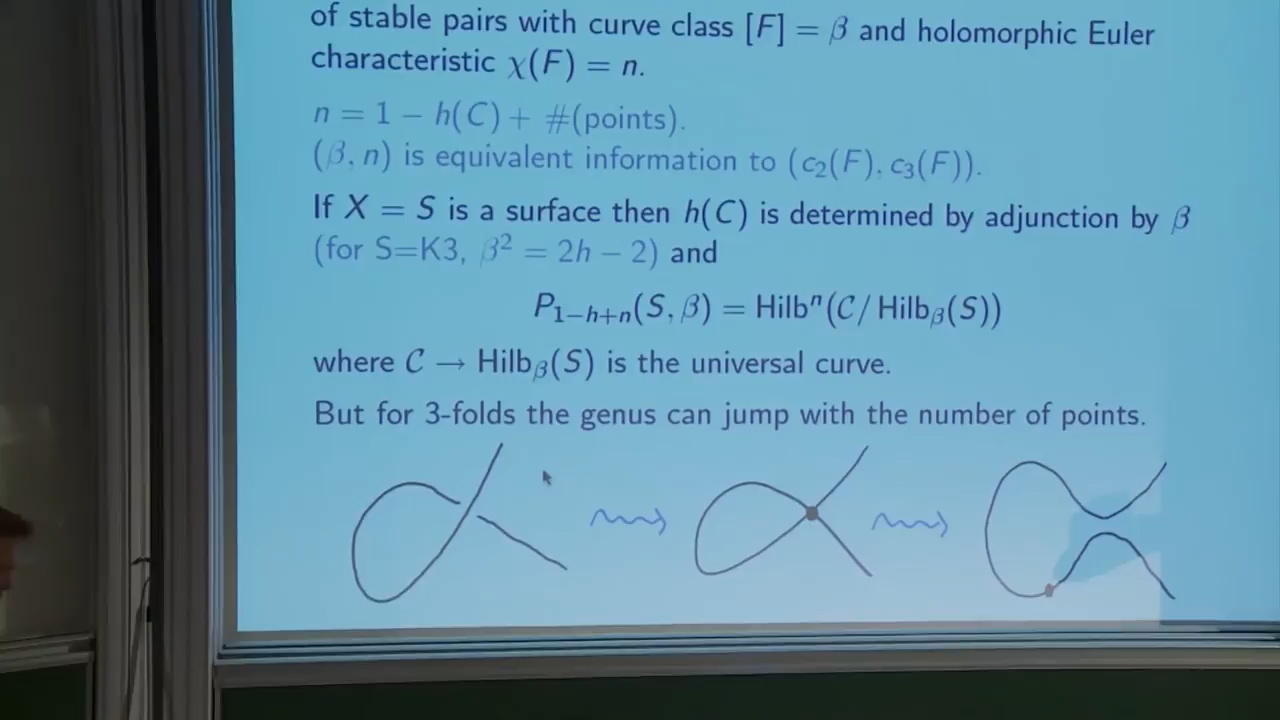 of stable pairs with curve class [F] = β and holomorphic Euler
characteristic χ(F) = n.
n = 1 − h(C) + #(points).
(β, n) is equivalent information to (c₂(F), c₃(F)).
If X = S is a surface then h(C) is determined by adjunction by β
(for S=K3, β² = 2h − 2) and
P₁₋ₕ₊ₙ(S, β) = Hilbⁿ(𝒞/ Hilb_β(S))
where 𝒞 → Hilb_β(S) is the universal curve.
But for 3-folds the genus can jump with the number of points.